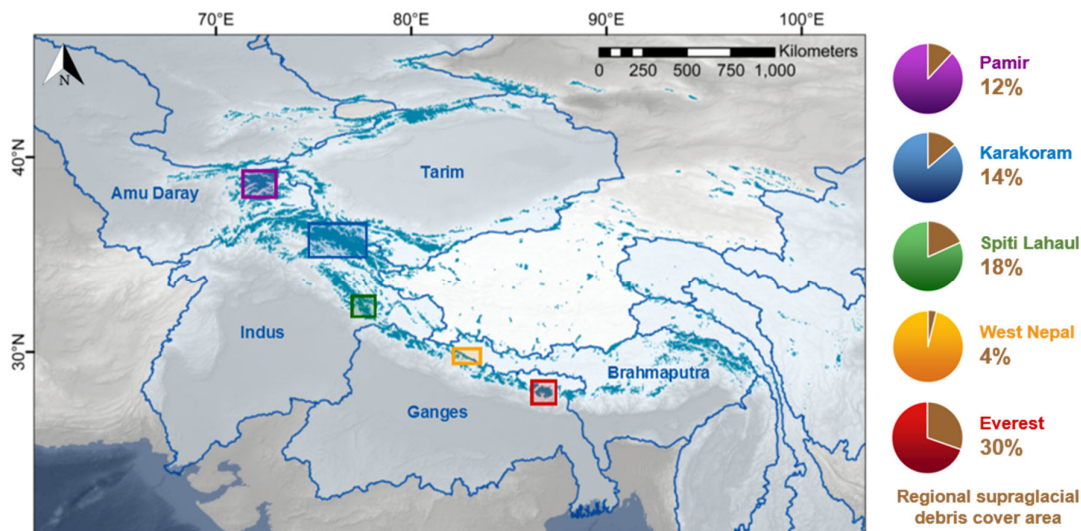 70°E 80°E 90°E 100°E
N
Kilometers
0 250 500 750 1,000
40°N
30°N
Amu Daray
Tarim
Indus
Ganges
Brahmaputra
Pamir
12%
Karakoram
14%
Spiti Lahaul
18%
West Nepal
4%
Everest
30%
Regional supraglacial
debris cover area